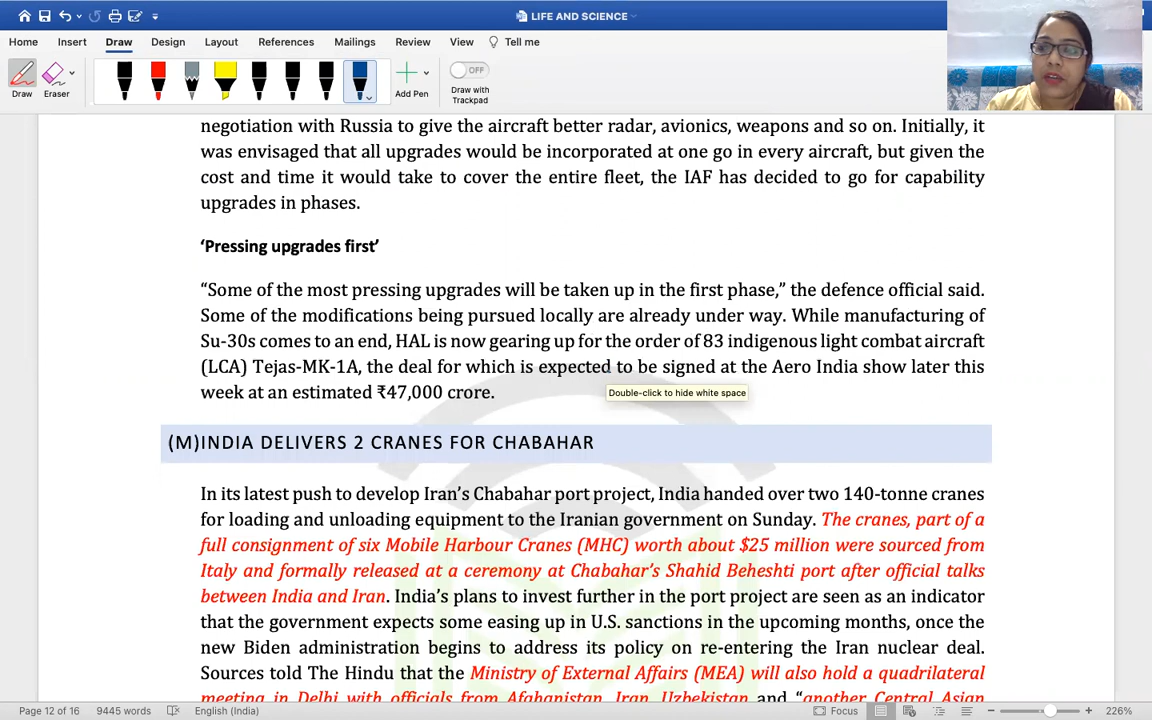 LIFE AND SCIENCE
Home Insert Draw Design Layout References Mailings Review View Tell me
OFF
Draw Eraser Add Pen Draw with
Trackpad
negotiation with Russia to give the aircraft better radar, avionics, weapons and so on. Initially, it
was envisaged that all upgrades would be incorporated at one go in every aircraft, but given the
cost and time it would take to cover the entire fleet, the IAF has decided to go for capability
upgrades in phases.
‘Pressing upgrades first’
“Some of the most pressing upgrades will be taken up in the first phase,” the defence official said.
Some of the modifications being pursued locally are already under way. While manufacturing of
Su-30s comes to an end, HAL is now gearing up for the order of 83 indigenous light combat aircraft
(LCA) Tejas-MK-1A, the deal for which is expected to be signed at the Aero India show later this
week at an estimated ₹47,000 crore.
Double-click to hide white space
(M)INDIA DELIVERS 2 CRANES FOR CHABAHAR
In its latest push to develop Iran’s Chabahar port project, India handed over two 140-tonne cranes
for loading and unloading equipment to the Iranian government on Sunday. The cranes, part of a
full consignment of six Mobile Harbour Cranes (MHC) worth about $25 million were sourced from
Italy and formally released at a ceremony at Chabahar’s Shahid Beheshti port after official talks
between India and Iran. India’s plans to invest further in the port project are seen as an indicator
that the government expects some easing up in U.S. sanctions in the upcoming months, once the
new Biden administration begins to address its policy on re-entering the Iran nuclear deal.
Sources told The Hindu that the Ministry of External Affairs (MEA) will also hold a quadrilateral
meeting in Delhi with officials from Afghanistan, Iran, Uzbekistan and “another Central Asian
Page 12 of 16 9445 words English (India) Focus 226%